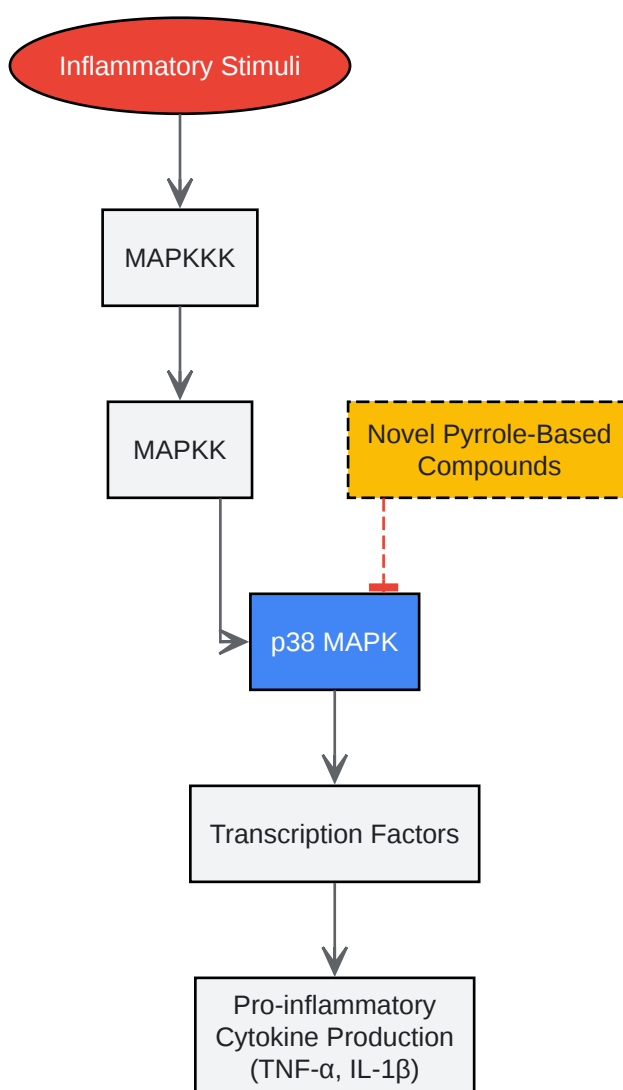 Inflammatory Stimuli
MAPKKK
MAPKK
Novel Pyrrole-Based
Compounds
p38 MAPK
Transcription Factors
Pro-inflammatory
Cytokine Production
(TNF-α, IL-1β)